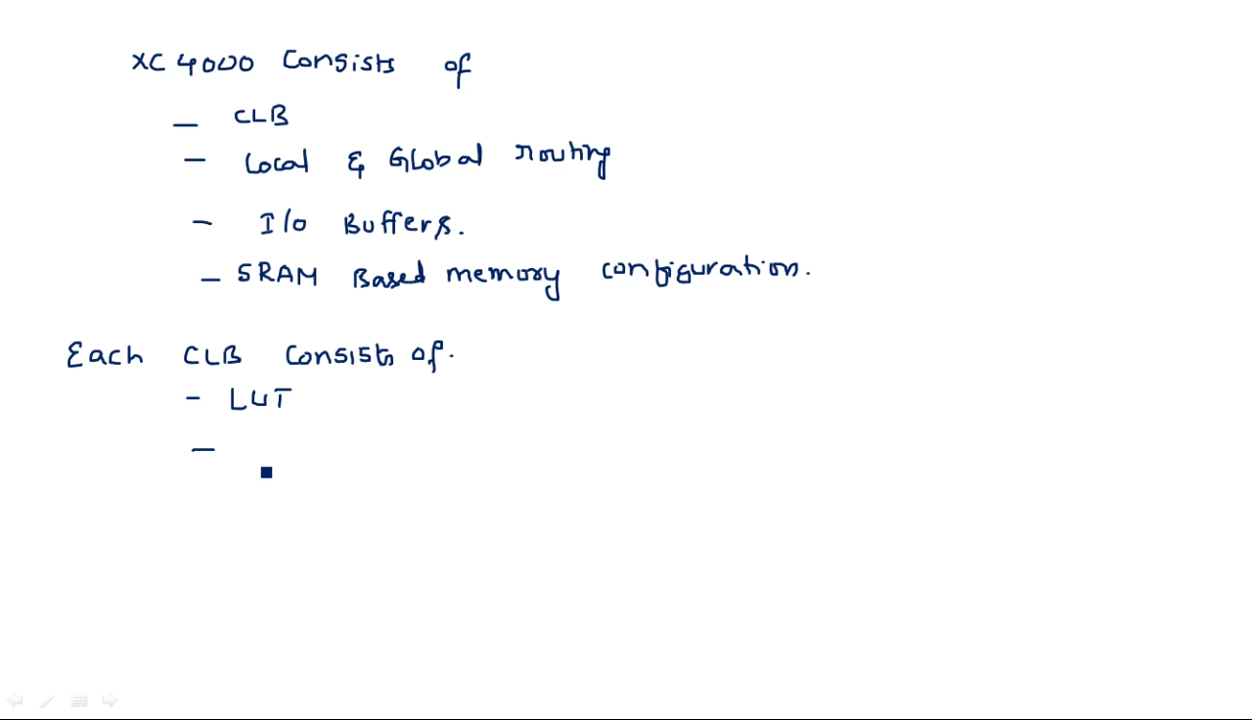 XC 4000 Consists of
– CLB
– Local & Global routing
– I/O Buffers.
– SRAM Based memory configuration.
Each CLB Consists of.
– LUT
–